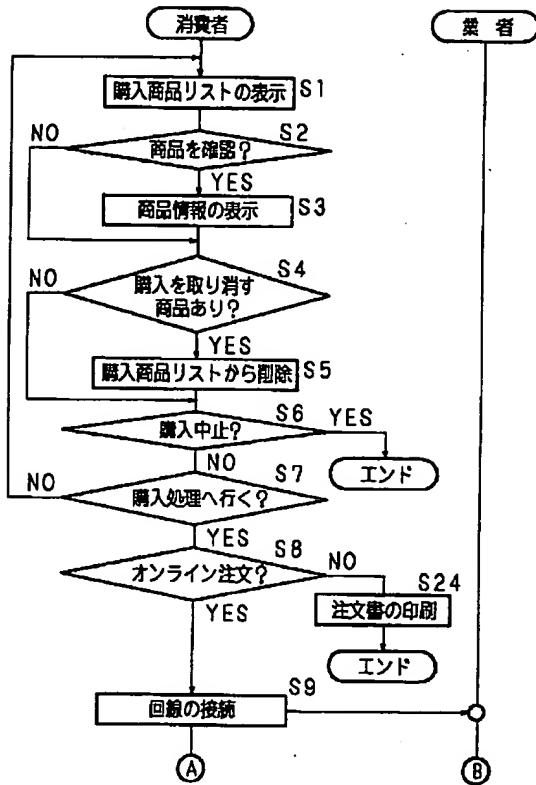 消費者
業者
購入商品リストの表示 S1
NO
S2
商品を確認?
YES
商品情報の表示 S3
NO
S4
購入を取り消す
商品あり?
YES
購入商品リストから削除 S5
S6
購入中止?
YES
NO
エンド
NO
S7
購入処理へ行く?
YES
S8
オンライン注文?
NO
YES
S24
注文書の印刷
エンド
S9
回線の接続
A
B